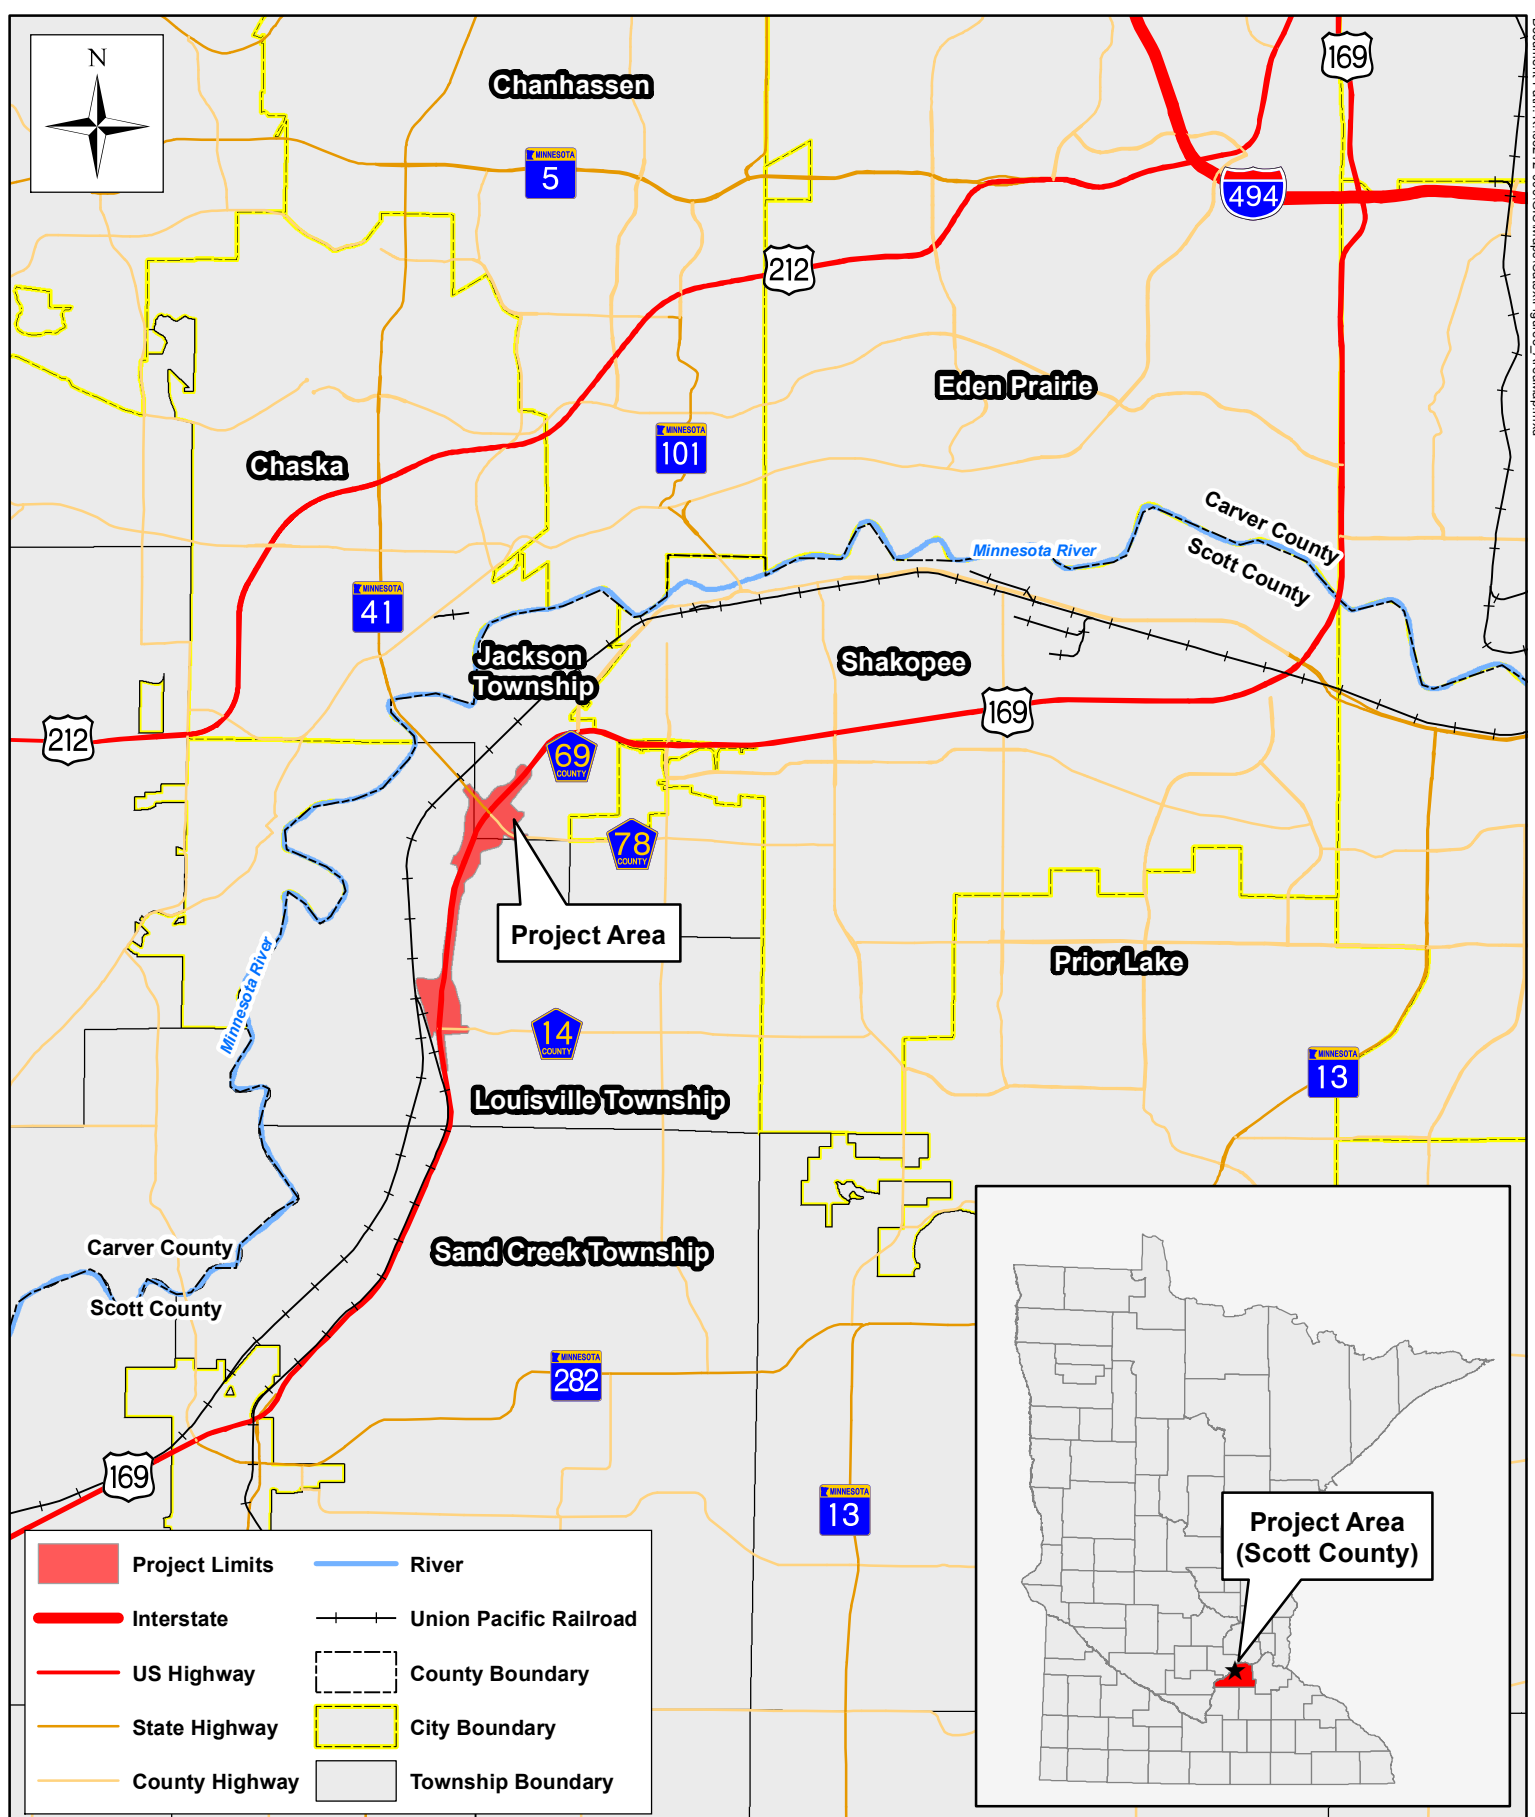 N
Chanhassen
169
MINNESOTA
5
494
212
Eden Prairie
MINNESOTA
101
Chaska
Carver County
Scott County
Minnesota River
MINNESOTA
41
Jackson
Township
Shakopee
169
212
69
COUNTY
78
COUNTY
Project Area
Prior Lake
Minnesota River
14
COUNTY
MINNESOTA
13
Louisville Township
Carver County
Scott County
Sand Creek Township
MINNESOTA
282
169
MINNESOTA
13
Project Area
(Scott County)
Project Limits
River
Interstate
Union Pacific Railroad
US Highway
County Boundary
State Highway
City Boundary
County Highway
Township Boundary